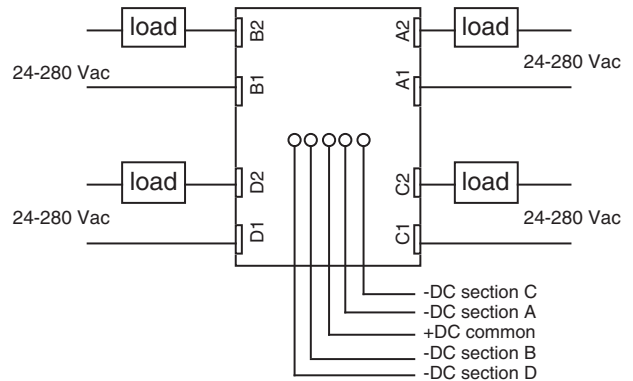 load
B2
A2
load
24-280 Vac
24-280 Vac
B1
A1
load
D2
C2
load
24-280 Vac
24-280 Vac
D1
C1
-DC section C
-DC section A
+DC common
-DC section B
-DC section D